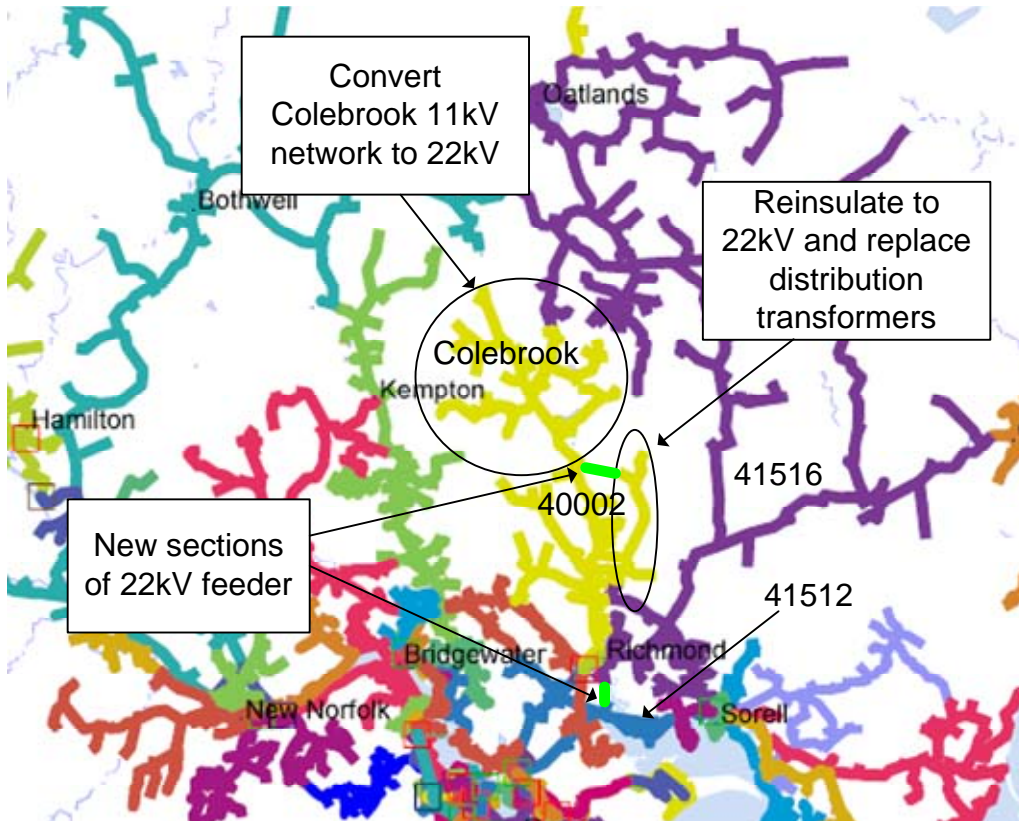 Convert
Colebrook 11kV
network to 22kV
Oatlands
Bothwell
Reinsulate to
22kV and replace
distribution
transformers
Colebrook
Kempton
Hamilton
41516
40002
New sections
of 22kV feeder
41512
Bridgewater
Richmond
New Norfolk
Sorell